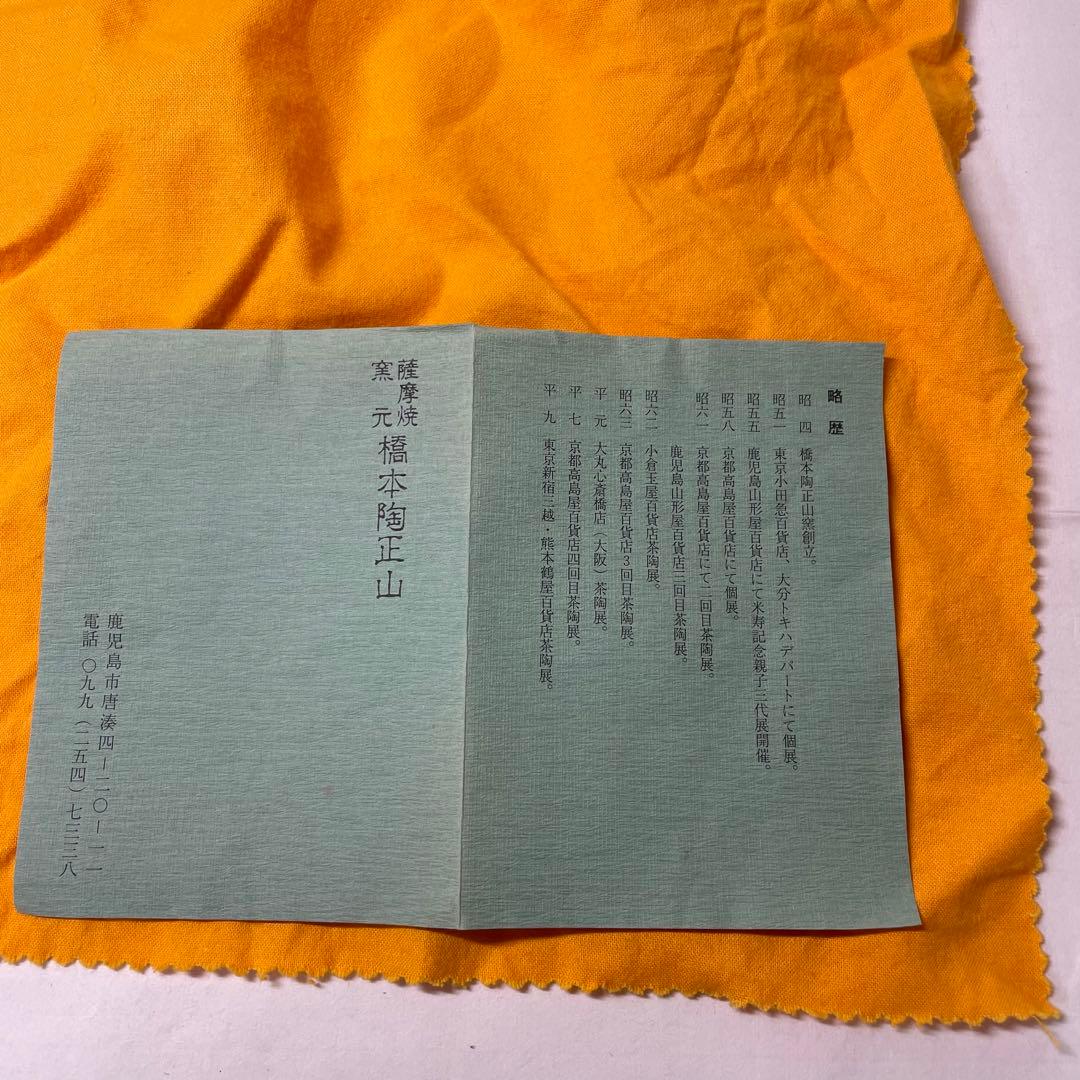 略歴
昭四 橋本陶正山窯創立。
昭五一 東京小田急百貨店、大分トキハデパートにて個展。
昭五五 鹿児島山形屋百貨店にて米寿記念親子三代展開催。
昭五八 京都高島屋百貨店にて個展。
昭六一 京都高島屋百貨店にて二回目茶陶展。
鹿児島山形屋百貨店二回目茶陶展。
昭六二 小倉玉屋百貨店茶陶展。
昭六三 京都高島屋百貨店3回目茶陶展。
平元 大丸心斎橋店(大阪)茶陶展。
平七 京都高島屋百貨店四回目茶陶展。
平九 東京新宿三越・熊本鶴屋百貨店茶陶展。
薩摩焼
窯元 橋本陶正山
鹿児島市唐湊四ー二〇ー一一
電話 〇九九(二五四)七三三八